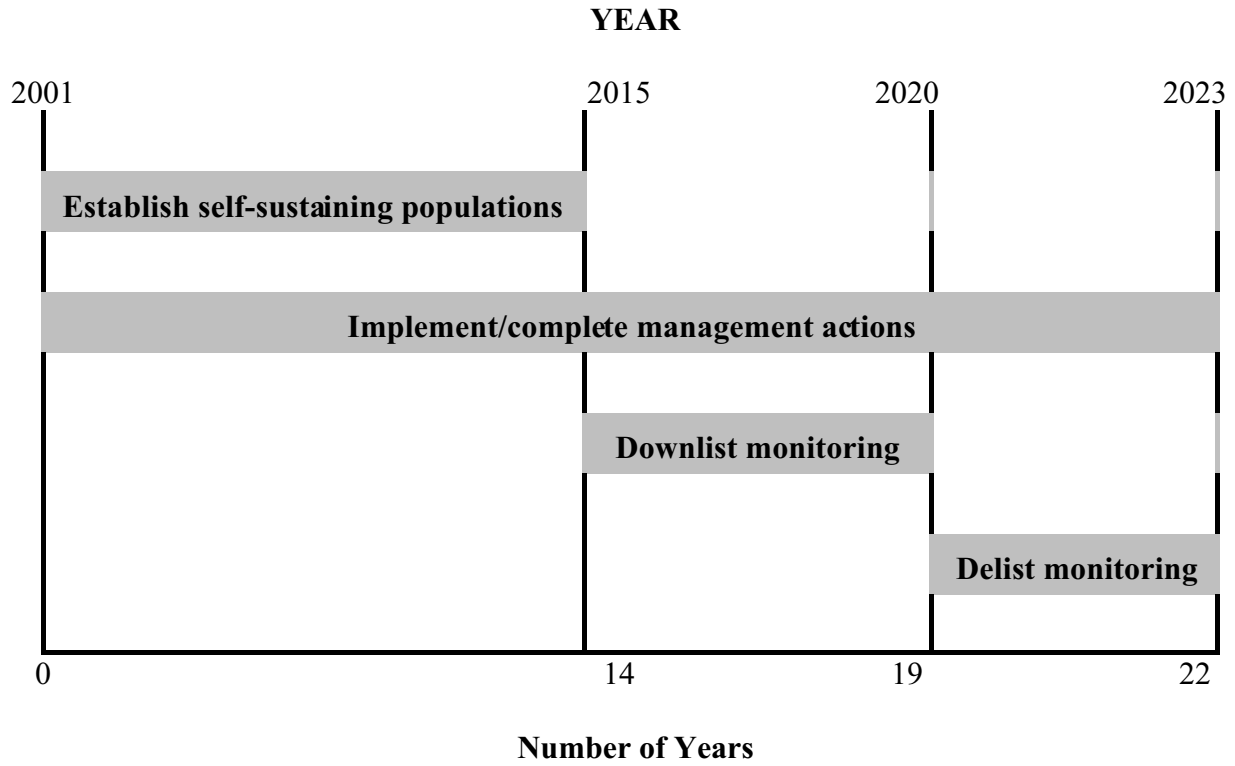 YEAR
2001 2015 2020 2023
Establish self-sustaining populations
Implement/complete management actions
Downlist monitoring
Delist monitoring
0 14 19 22
Number of Years